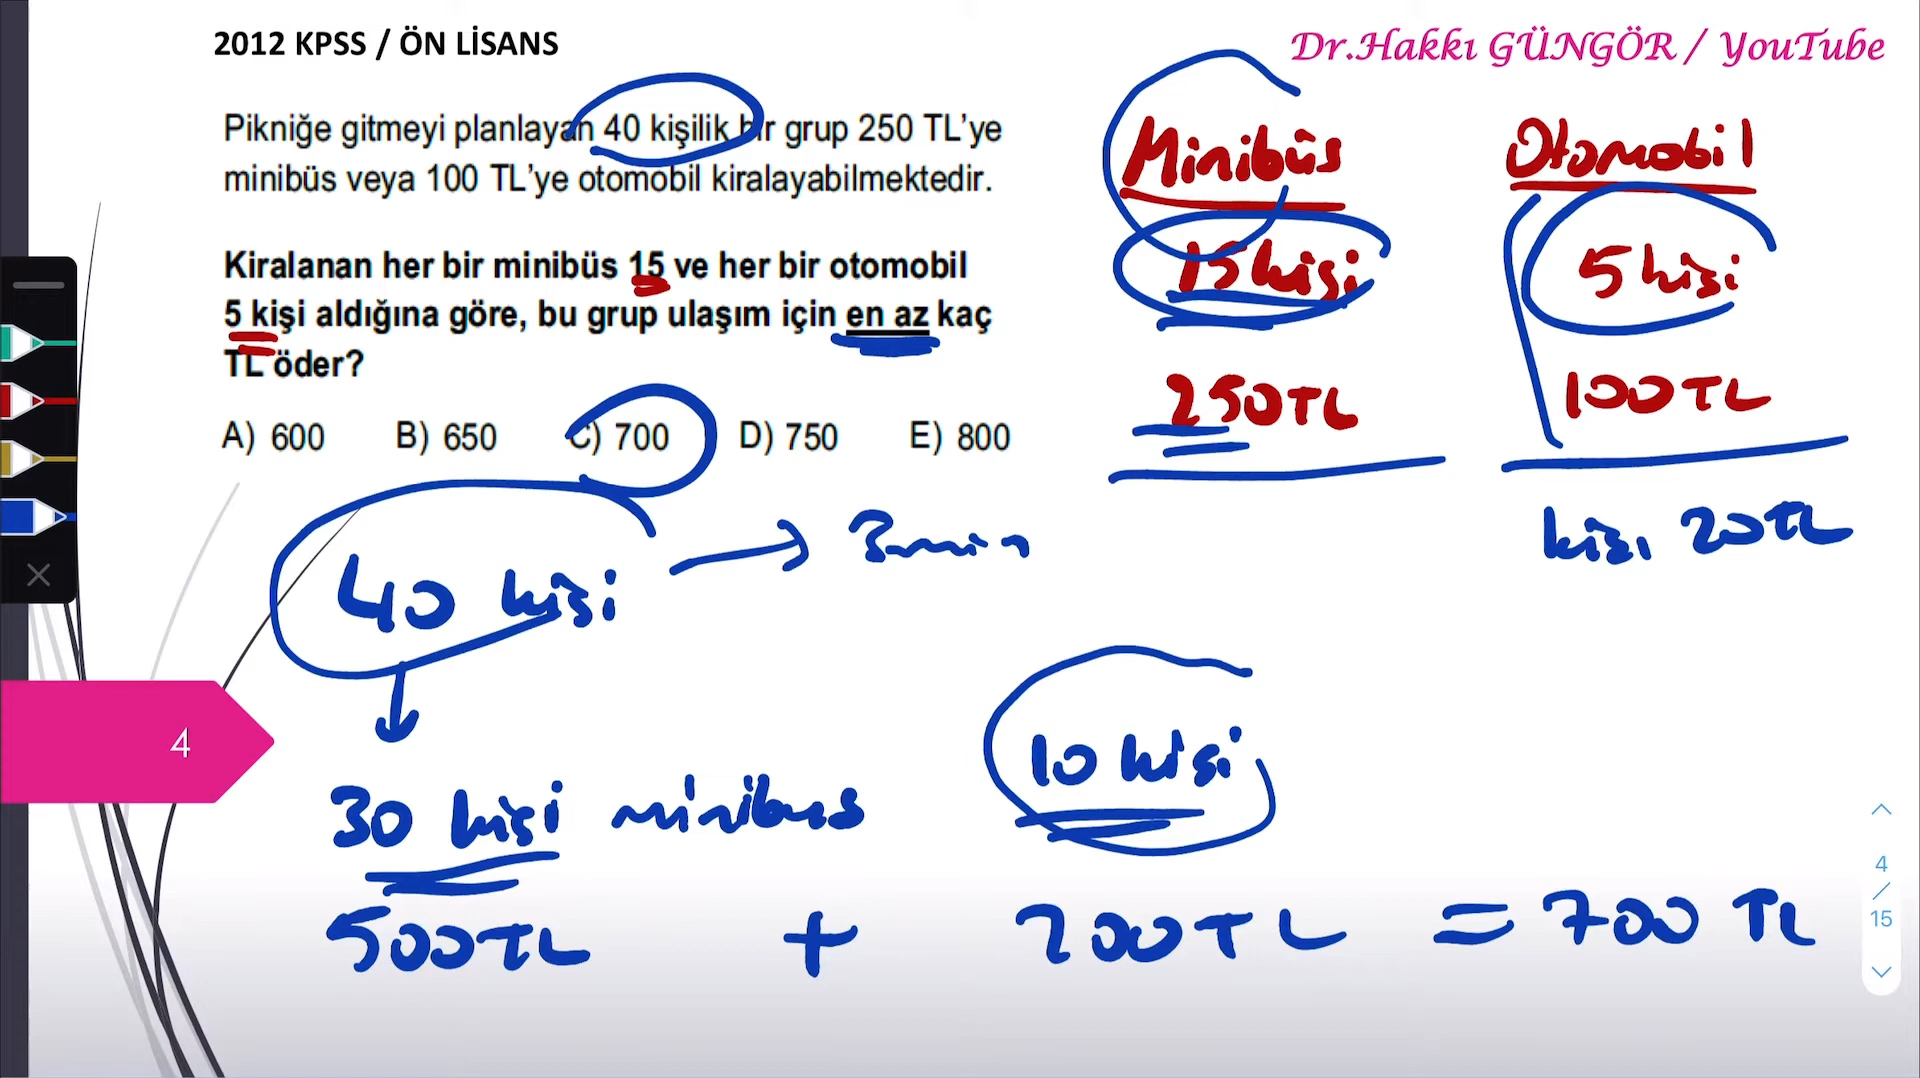 2012 KPSS / ÖN LİSANS
Dr.Hakkı GÜNGÖR / YouTube
Pikniğe gitmeyi planlayan 40 kişilik bir grup 250 TL'ye
minibüs veya 100 TL'ye otomobil kiralayabilmektedir.
Kiralanan her bir minibüs 15 ve her bir otomobil
5 kişi aldığına göre, bu grup ulaşım için en az kaç
TL öder?
A) 600 B) 650 C) 700 D) 750 E) 800
Minibüs Otomobil
15 kişi 5 kişi
250TL 100TL
kişi 20TL
40 kişi 3 min
30 kişi minibus 10 kişi
500TL + 200TL = 700 TL
4
4
/
15